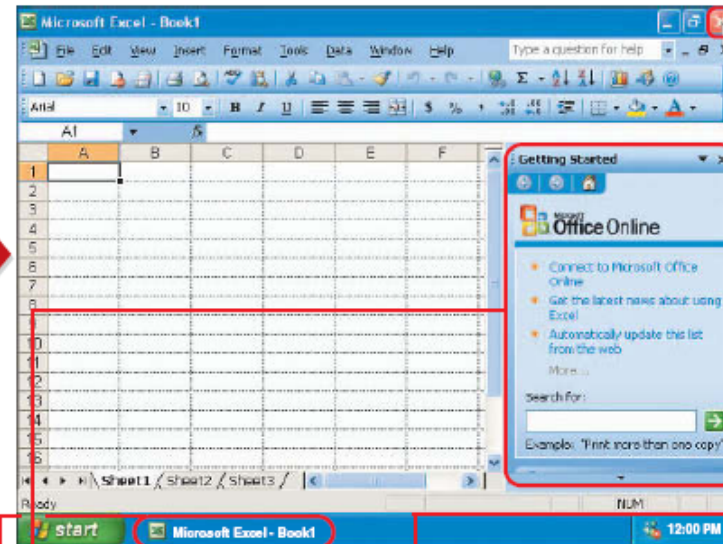 Microsoft Excel - Book1
File Edit View Insert Format Tools Data Window Help Type a question for help
Σ
Arial 10 B I U $ % ,
A1 fx
A B C D E F
1
2
3
4
5
6
7
8
9
10
11
12
13
14
15
16
Sheet1 / Sheet2 / Sheet3 /
Ready NUM
Getting Started
Microsoft
Office Online
Connect to Microsoft Office
Online
Get the latest news about using
Excel
Automatically update this list
from the web
More...
Search for:
Example: "Print more than one copy"
start Microsoft Excel - Book1 12:00 PM